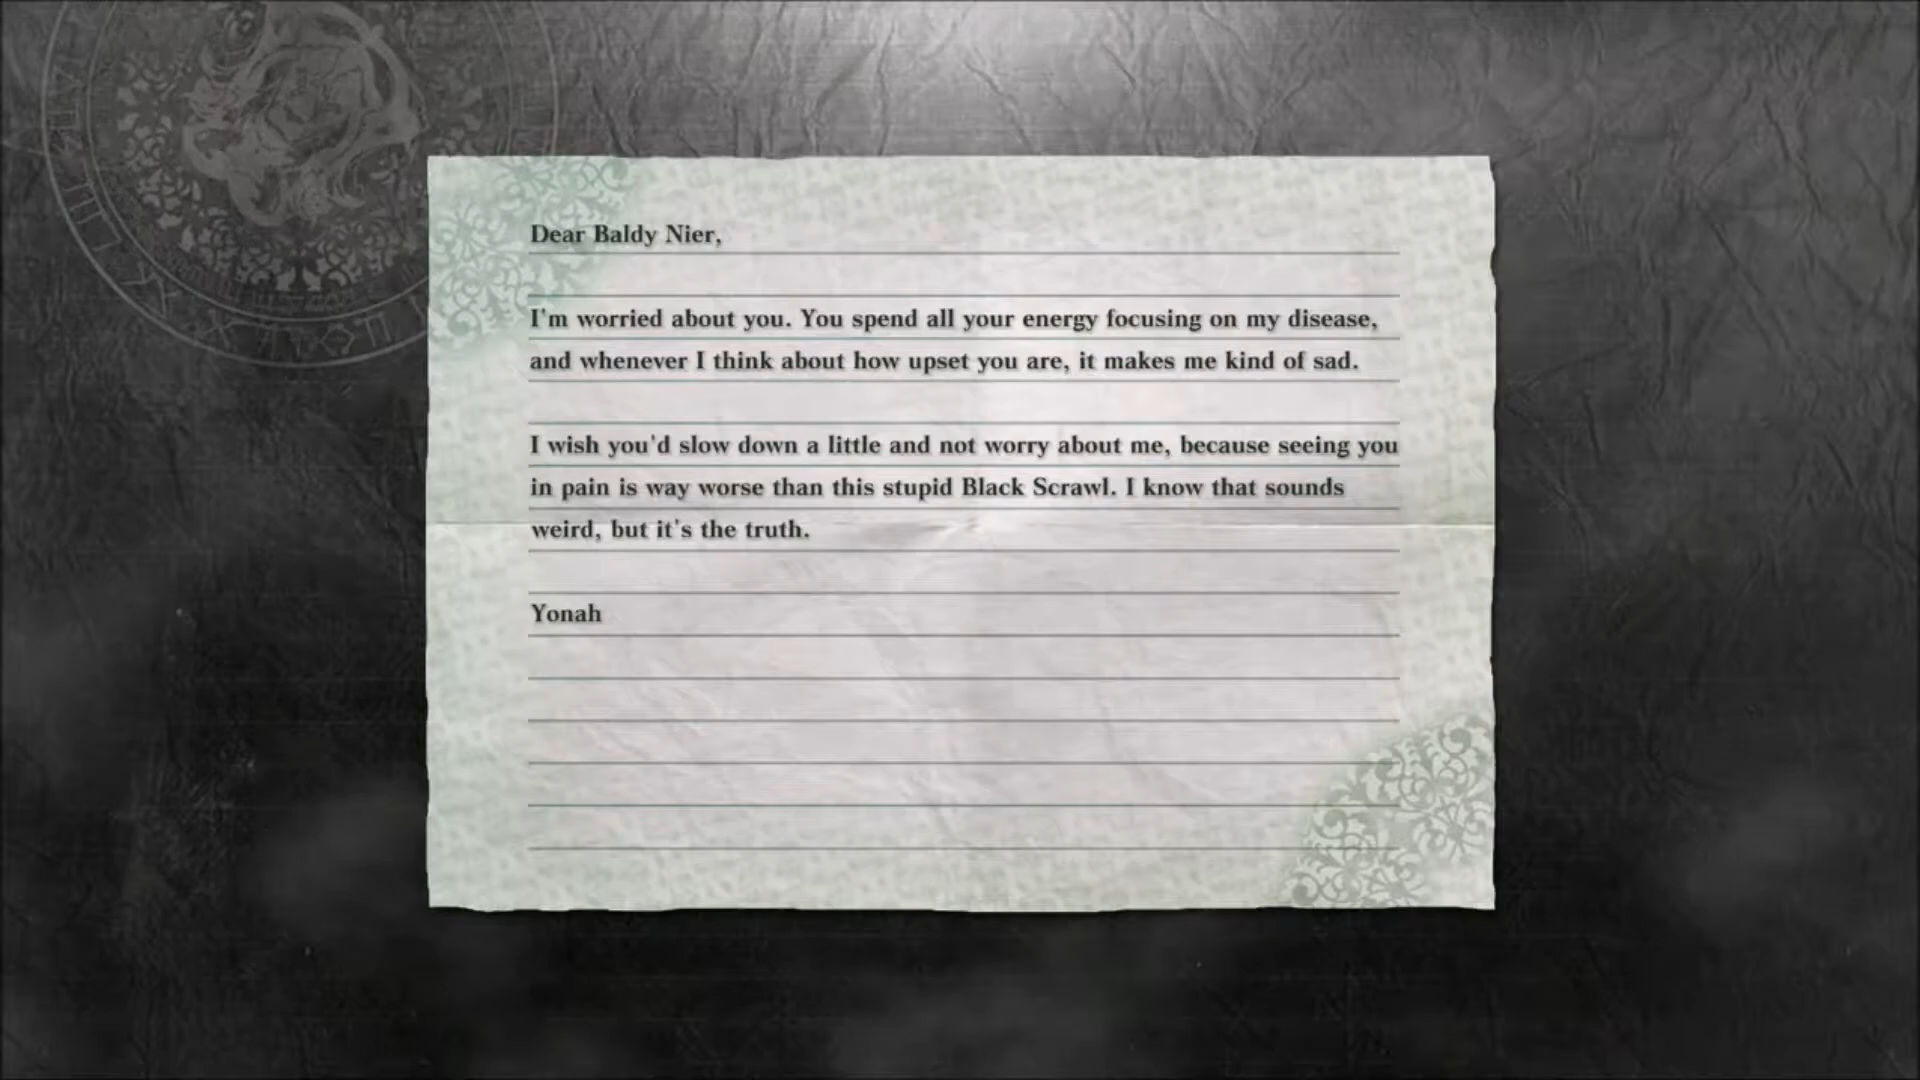 Dear Baldy Nier,
I'm worried about you. You spend all your energy focusing on my disease,
and whenever I think about how upset you are, it makes me kind of sad.
I wish you'd slow down a little and not worry about me, because seeing you
in pain is way worse than this stupid Black Scrawl. I know that sounds
weird, but it's the truth.
Yonah